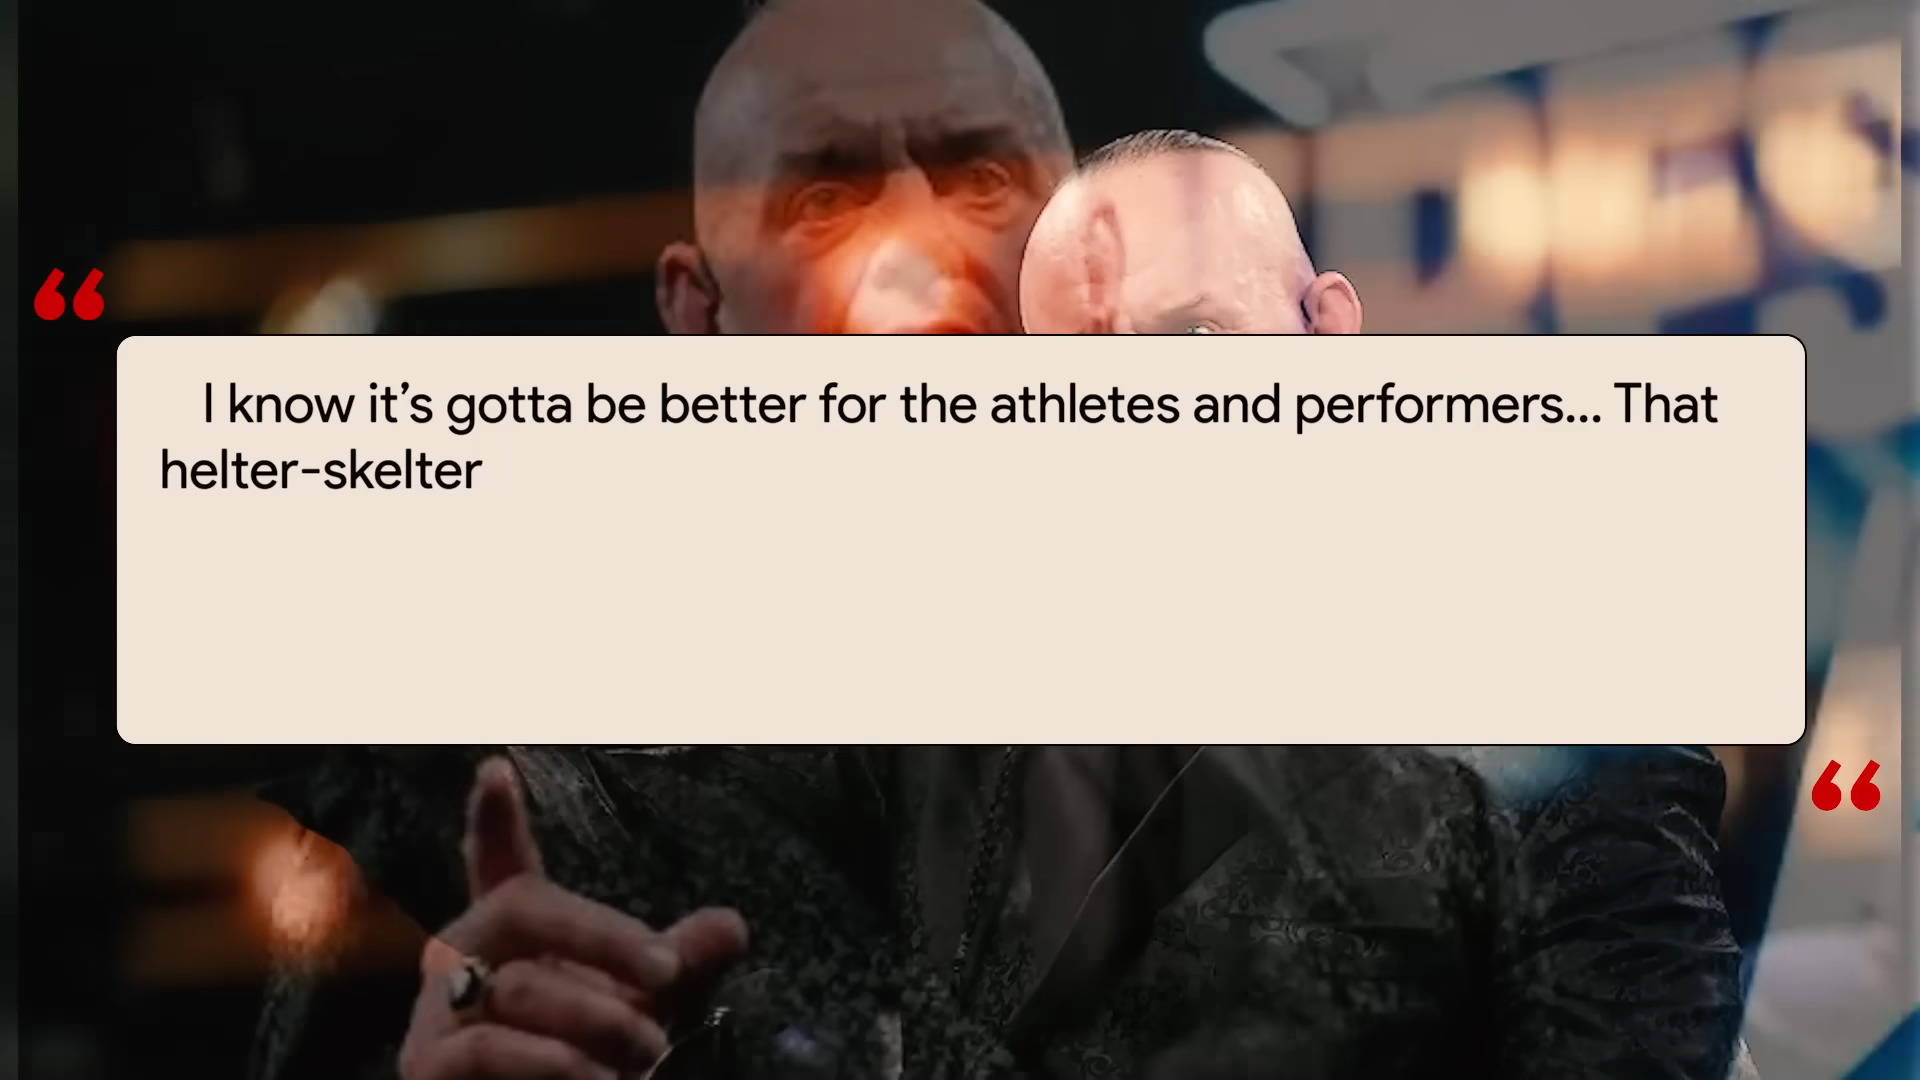 “
I know it’s gotta be better for the athletes and performers... That
helter-skelter
“